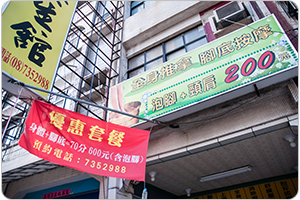 生館
(08)7352988
全身推拿 腳底按摩
泡腳+頭肩 200元
優惠套餐
身體+腳底~70分 600元(含泡腳)
預約電話:7352988